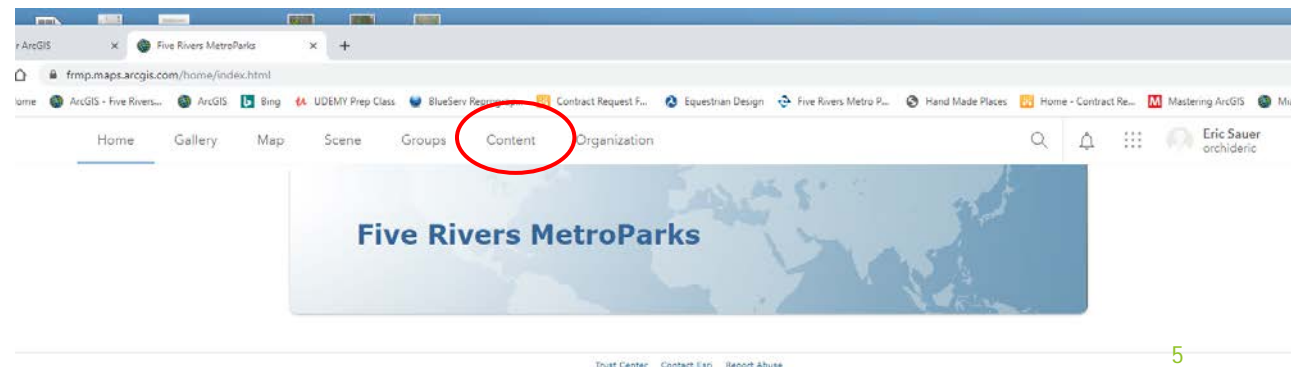 r ArcGIS × Five Rivers MetroParks × +
frmp.maps.arcgis.com/home/index.html
ome ArcGIS - Five Rivers... ArcGIS Bing UDEMY Prep Class BlueServ Contract Request F... Equestrian Design Five Rivers Metro P... Hand Made Places Home - Contract Re... Mastering ArcGIS
Home Gallery Map Scene Groups Content Organization Eric Sauer
orchideric
Five Rivers MetroParks
Trust Center Contact Esri Report Abuse
5